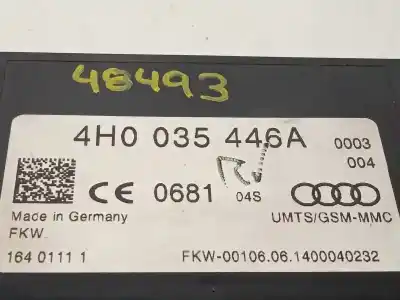 48493
4H0 035 446A 0003
004
CE 0681 04S
Made in Germany UMTS/GSM-MMC
FKW
164 0111 1 FKW-00106.06.1400040232